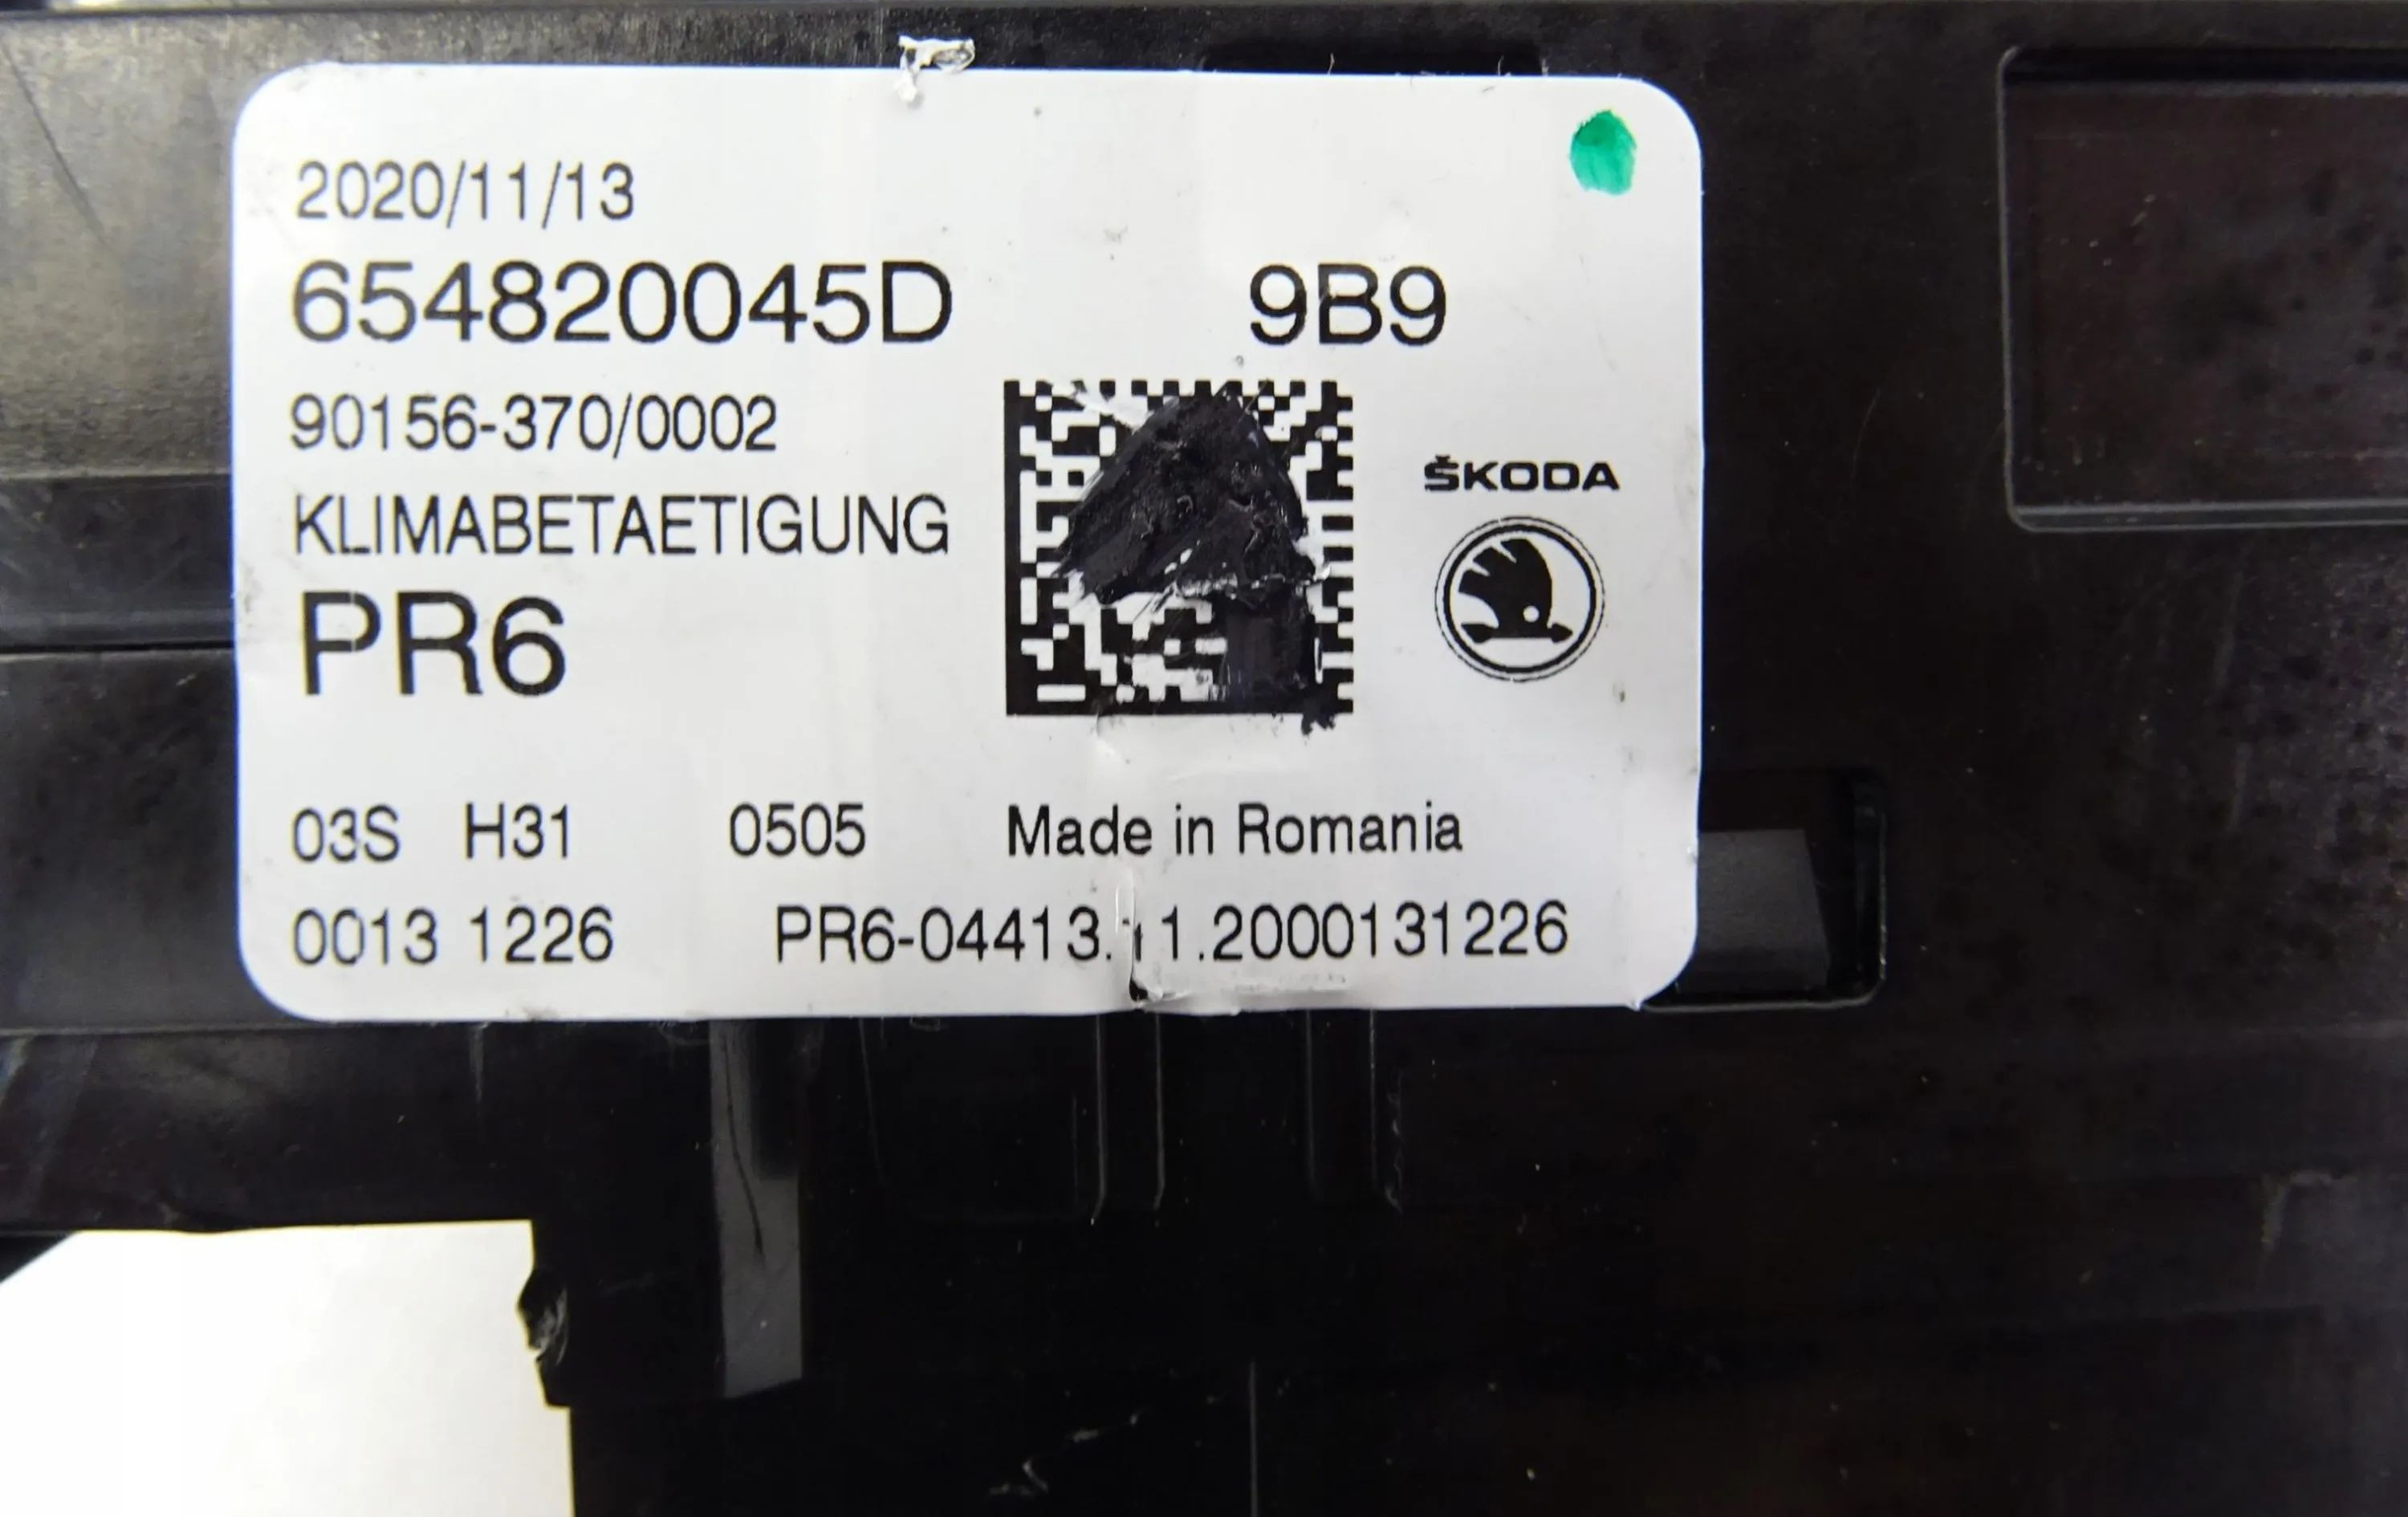 2020/11/13
654820045D 9B9
90156-370/0002
KLIMABETAETIGUNG
ŠKODA
PR6
03S H31 0505 Made in Romania
0013 1226 PR6-04413.11.2000131226